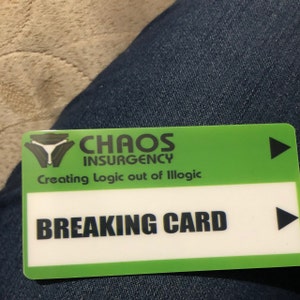 CHAOS
INSURGENCY
Creating Logic out of Illogic
BREAKING CARD